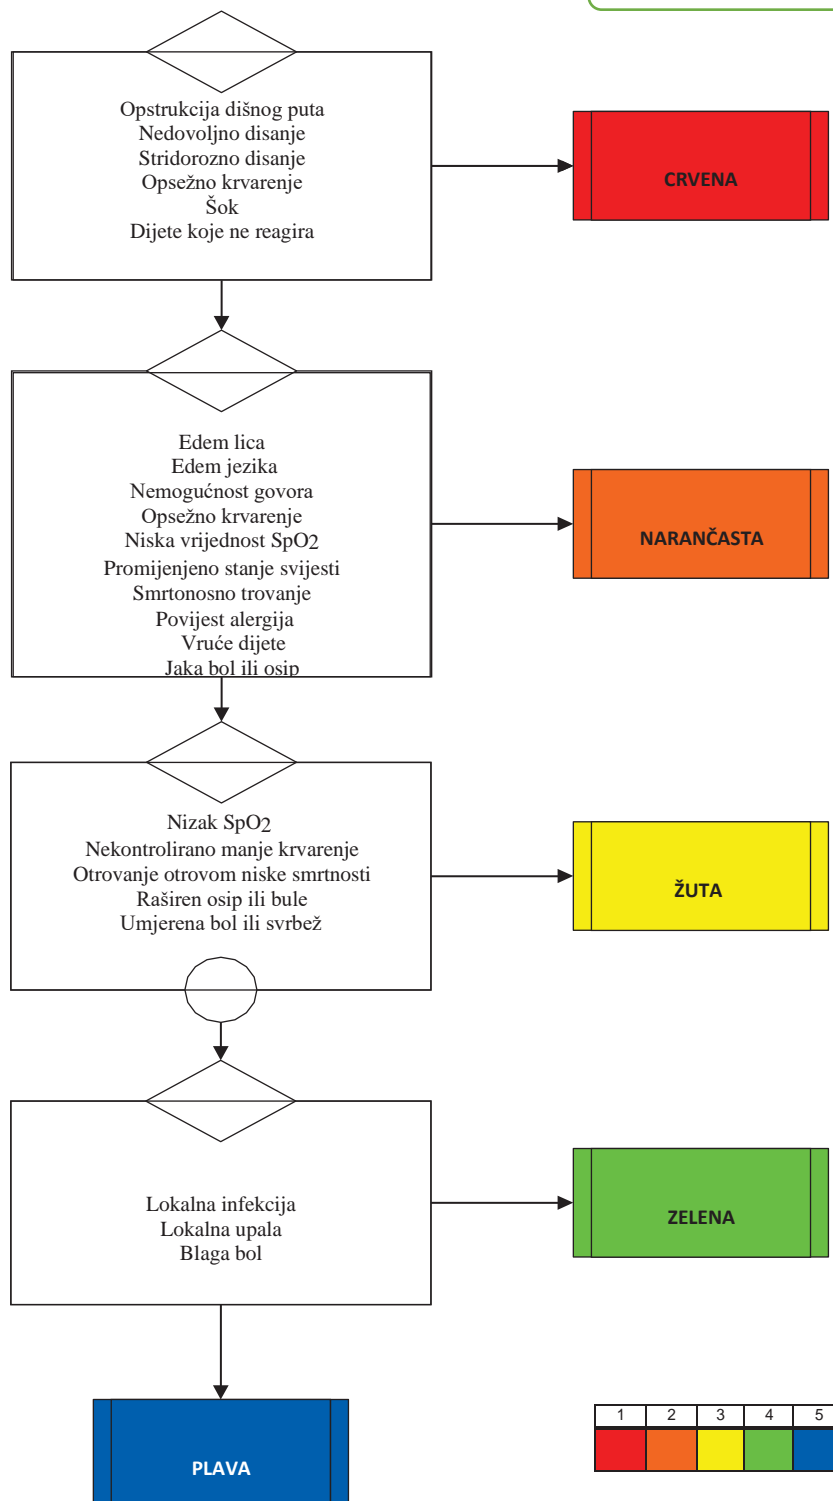 Opstrukcija dišnog puta
Nedovoljno disanje
Stridorozno disanje
Opsežno krvarenje
Šok
Dijete koje ne reagira
CRVENA
Edem lica
Edem jezika
Nemogućnost govora
Opsežno krvarenje
Niska vrijednost SpO2
Promijenjeno stanje svijesti
Smrtonosno trovanje
Povijest alergija
Vruće dijete
Jaka bol ili osip
NARANČASTA
Nizak SpO2
Nekontrolirano manje krvarenje
Otrovanje otrovom niske smrtnosti
Raširen osip ili bule
Umjerena bol ili svrbež
ŽUTA
Lokalna infekcija
Lokalna upala
Blaga bol
ZELENA
PLAVA
1 2 3 4 5